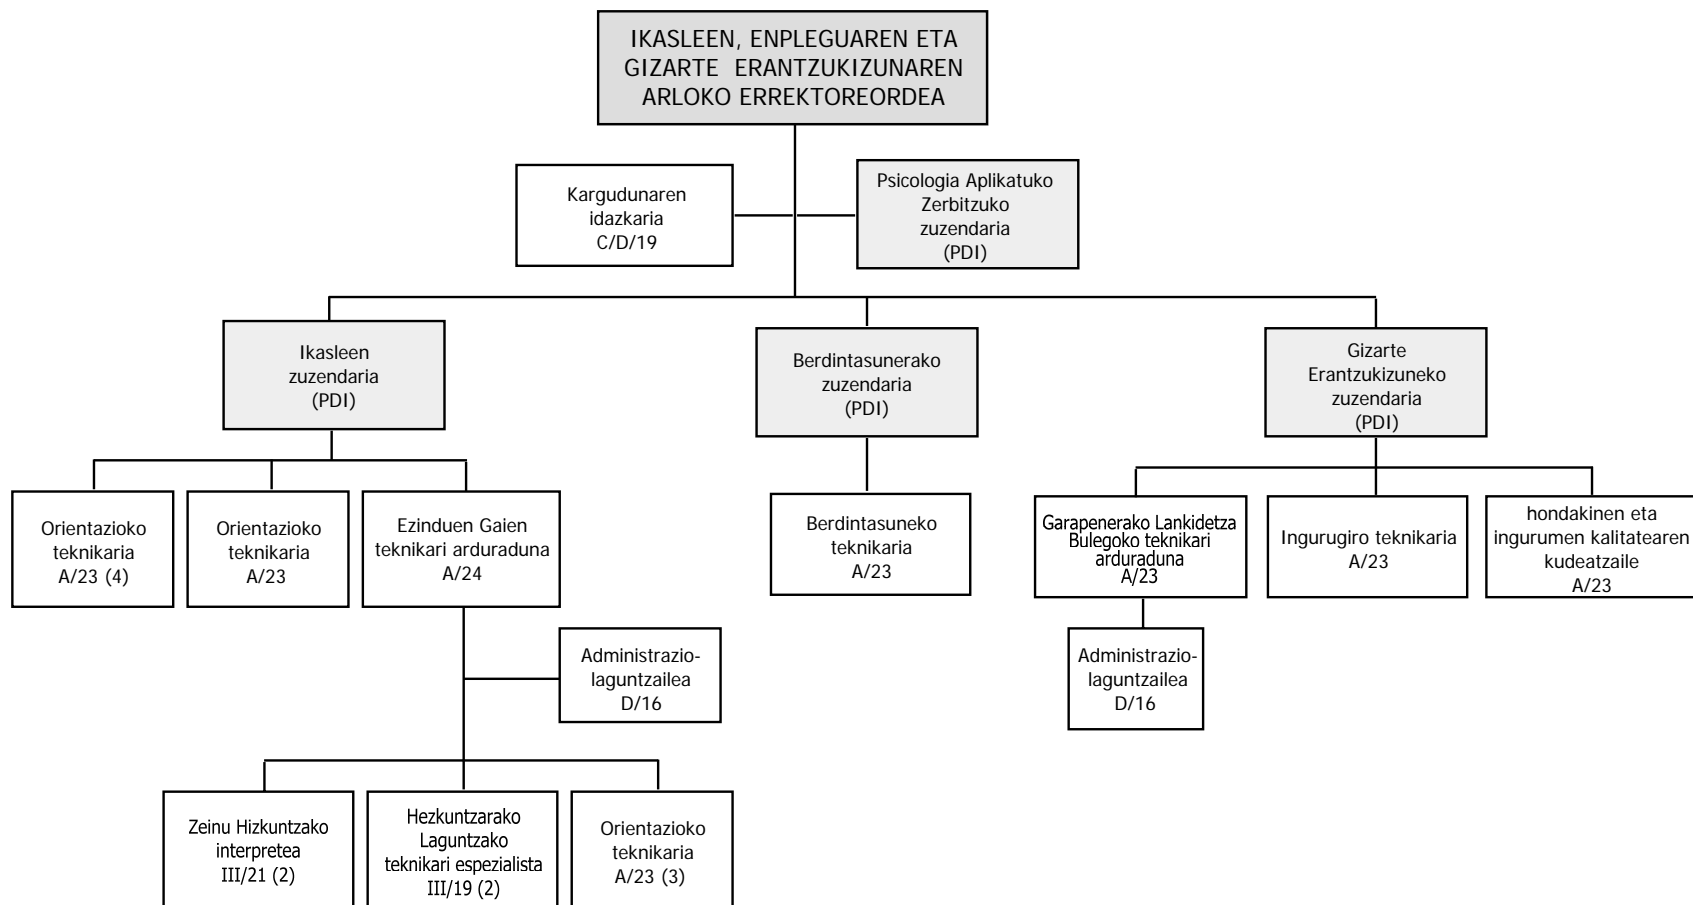 IKASLEEN, ENPLEGUAREN ETA
GIZARTE ERANTZUKIZUNAREN
ARLOKO ERREKTOREORDEA
Kargudunaren
idazkaria
C/D/19
Psicologia Aplikatuko
Zerbitzuko
zuzendaria
(PDI)
Ikasleen
zuzendaria
(PDI)
Berdintasunerako
zuzendaria
(PDI)
Gizarte
Erantzukizuneko
zuzendaria
(PDI)
Orientazioko
teknikaria
A/23 (4)
Orientazioko
teknikaria
A/23
Ezinduen Gaien
teknikari arduraduna
A/24
Berdintasuneko
teknikaria
A/23
Garapenerako Lankidetza
Bulegoko teknikari
arduraduna
A/23
Ingurugiro teknikaria
A/23
hondakinen eta
ingurumen kalitatearen
kudeatzaile
A/23
Administrazio-
laguntzailea
D/16
Administrazio-
laguntzailea
D/16
Zeinu Hizkuntzako
interpretea
III/21 (2)
Hezkuntzarako
Laguntzako
teknikari espezialista
III/19 (2)
Orientazioko
teknikaria
A/23 (3)